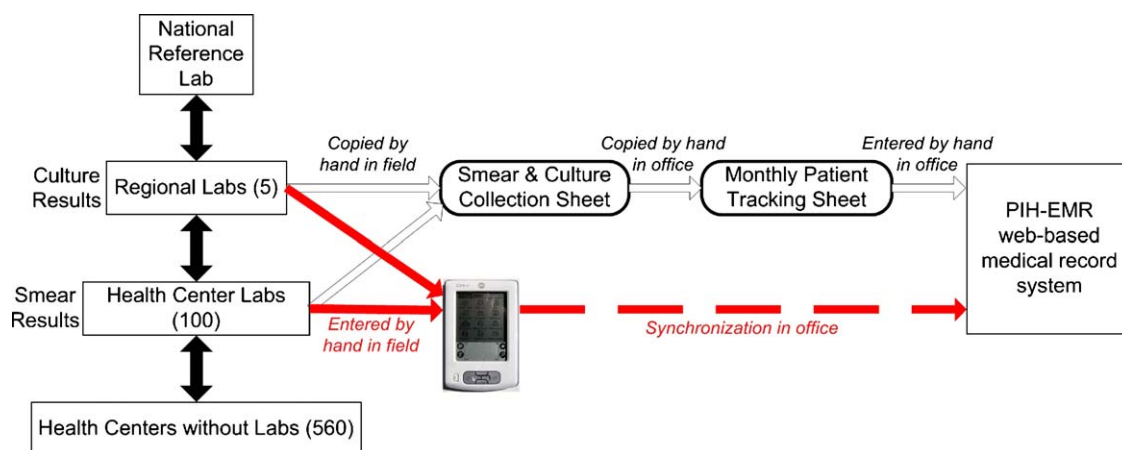 National
Reference
Lab
Culture
Results
Regional Labs (5)
Copied by
hand in field
Smear & Culture
Collection Sheet
Copied by hand
in office
Monthly Patient
Tracking Sheet
Entered by hand
in office
PIH-EMR
web-based
medical record
system
Smear
Results
Health Center Labs
(100)
Entered by
hand in field
Synchronization in office
Health Centers without Labs (560)